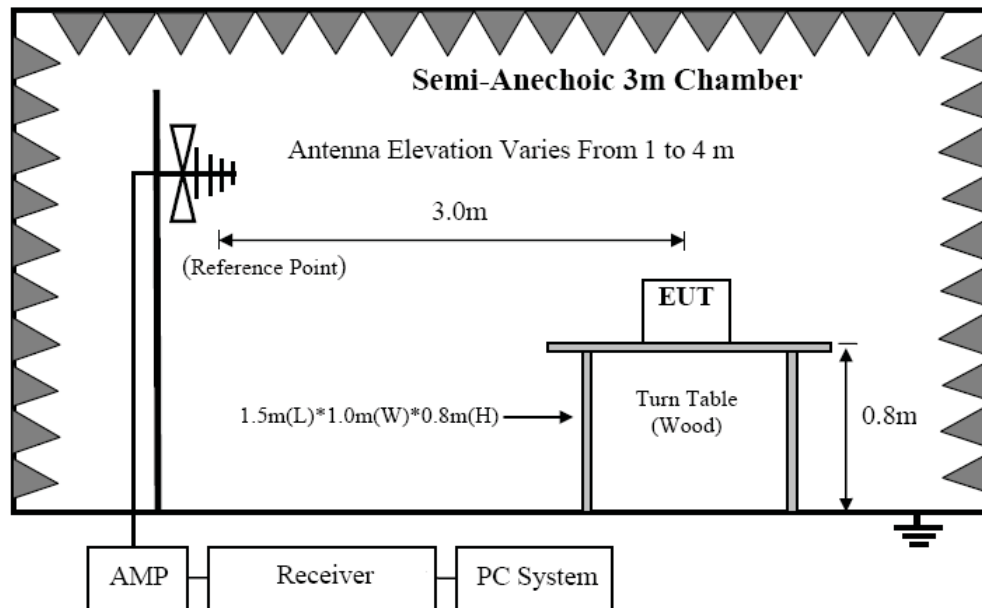 Semi-Anechoic 3m Chamber
Antenna Elevation Varies From 1 to 4 m
3.0m
(Reference Point)
EUT
1.5m(L)*1.0m(W)*0.8m(H)
Turn Table
(Wood)
0.8m
AMP
Receiver
PC System